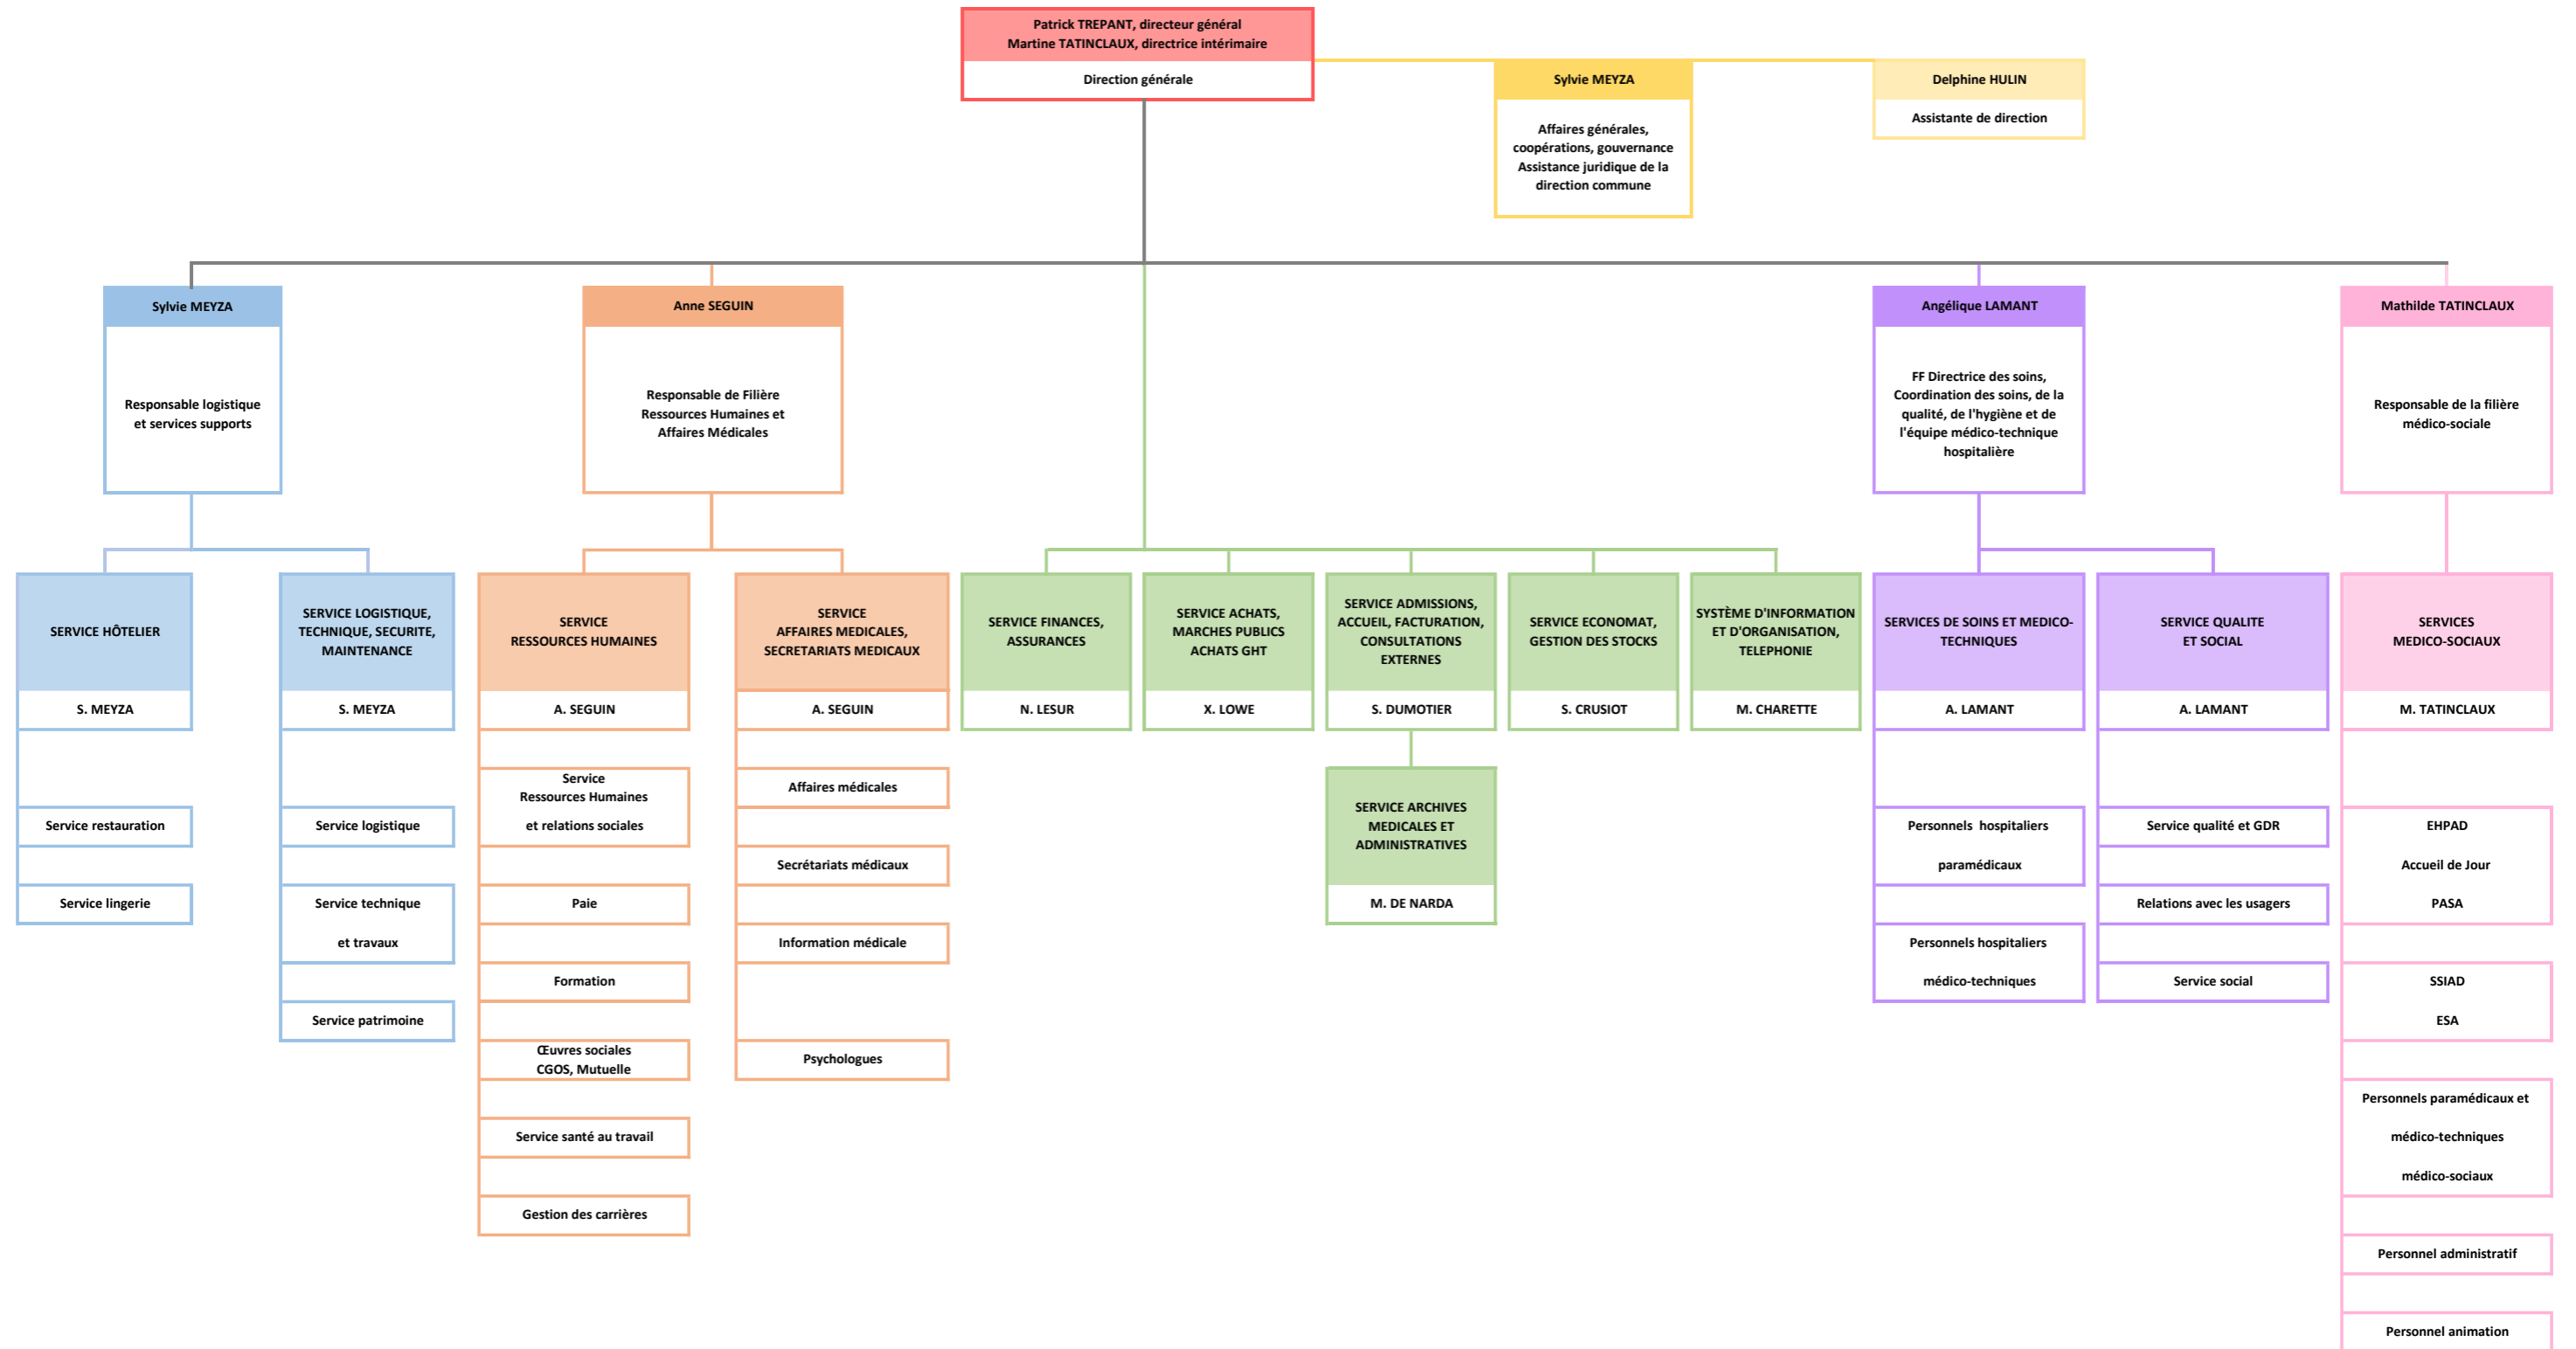 Patrick TREPANT, directeur général
Martine TATINCLAUX, directrice intérimaire
Direction générale
Sylvie MEYZA
Affaires générales,
coopérations, gouvernance
Assistance juridique de la
direction commune
Delphine HULIN
Assistante de direction
Sylvie MEYZA
Responsable logistique
et services supports
Anne SEGUIN
Responsable de Filière
Ressources Humaines et
Affaires Médicales
Angélique LAMANT
FF Directrice des soins,
Coordination des soins, de la
qualité, de l'hygiène et de
l'équipe médico-technique
hospitalière
Mathilde TATINCLAUX
Responsable de la filière
médico-sociale
SERVICE HÔTELIER
S. MEYZA
Service restauration
Service lingerie
SERVICE LOGISTIQUE,
TECHNIQUE, SECURITE,
MAINTENANCE
S. MEYZA
Service logistique
Service technique
et travaux
Service patrimoine
SERVICE
RESSOURCES HUMAINES
A. SEGUIN
Service
Ressources Humaines
et relations sociales
Paie
Formation
Œuvres sociales
CGOS, Mutuelle
Service santé au travail
Gestion des carrières
SERVICE
AFFAIRES MEDICALES,
SECRETARIATS MEDICAUX
A. SEGUIN
Affaires médicales
Secrétariats médicaux
Information médicale
Psychologues
SERVICE FINANCES,
ASSURANCES
N. LESUR
SERVICE ACHATS,
MARCHES PUBLICS
ACHATS GHT
X. LOWE
SERVICE ADMISSIONS,
ACCUEIL, FACTURATION,
CONSULTATIONS
EXTERNES
S. DUMOTIER
SERVICE ARCHIVES
MEDICALES ET
ADMINISTRATIVES
M. DE NARDA
SERVICE ECONOMAT,
GESTION DES STOCKS
S. CRUSIOT
SYSTÈME D'INFORMATION
ET D'ORGANISATION,
TELEPHONIE
M. CHARETTE
SERVICES DE SOINS ET MEDICO-
TECHNIQUES
A. LAMANT
Personnels  hospitaliers
paramédicaux
Personnels hospitaliers
médico-techniques
SERVICE QUALITE
ET SOCIAL
A. LAMANT
Service qualité et GDR
Relations avec les usagers
Service social
SERVICES
MEDICO-SOCIAUX
M. TATINCLAUX
EHPAD
Accueil de Jour
PASA
SSIAD
ESA
Personnels paramédicaux et
médico-techniques
médico-sociaux
Personnel administratif
Personnel animation